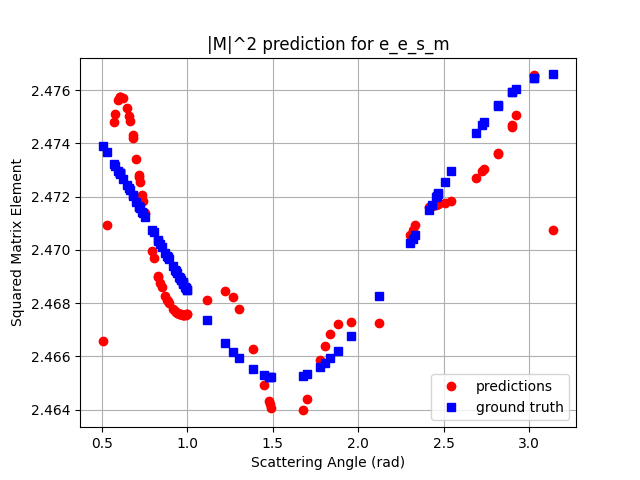 |M|^2 prediction for e_e_s_m
Squared Matrix Element
2.476
2.474
2.472
2.470
2.468
2.466
2.464
predictions
ground truth
0.5 1.0 1.5 2.0 2.5 3.0
Scattering Angle (rad)